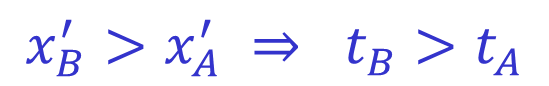 x′_B > x′_A ⇒ t_B > t_A